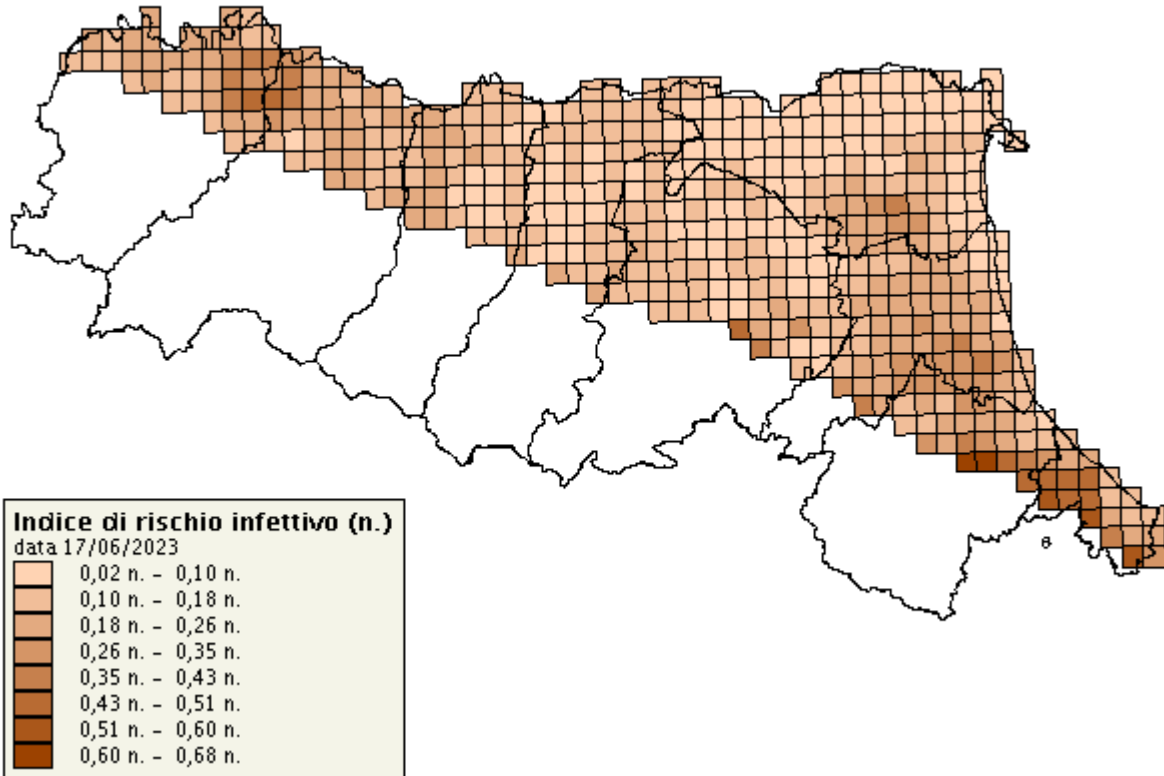 Indice di rischio infettivo (n.)
data 17/06/2023
0,02 n. - 0,10 n.
0,10 n. - 0,18 n.
0,18 n. - 0,26 n.
0,26 n. - 0,35 n.
0,35 n. - 0,43 n.
0,43 n. - 0,51 n.
0,51 n. - 0,60 n.
0,60 n. - 0,68 n.